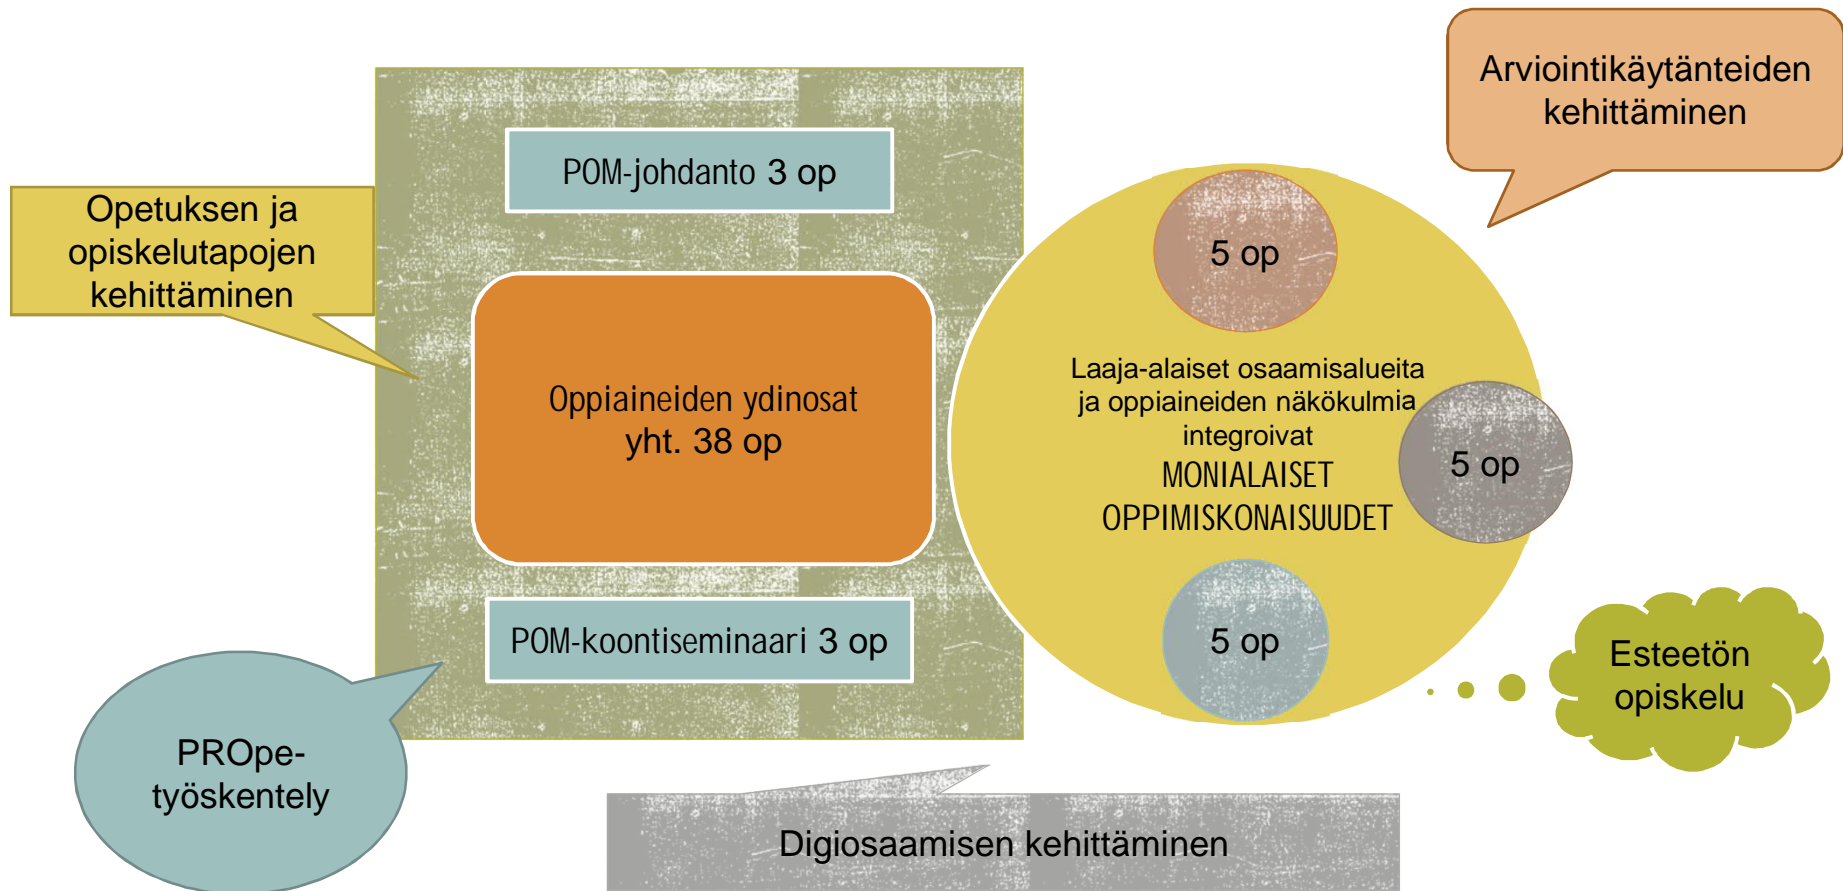 Arviointikäytänteiden
kehittäminen
POM-johdanto 3 op
Opetuksen ja
opiskelutapojen
kehittäminen
5 op
Oppiaineiden ydinosat
yht. 38 op
Laaja-alaiset osaamisalueita
ja oppiaineiden näkökulmia
integroivat
MONIALAISET
OPPIMISKONAISUUDET
5 op
POM-koontiseminaari 3 op
5 op
Esteetön
opiskelu
PROpe-
työskentely
Digiosaamisen kehittäminen